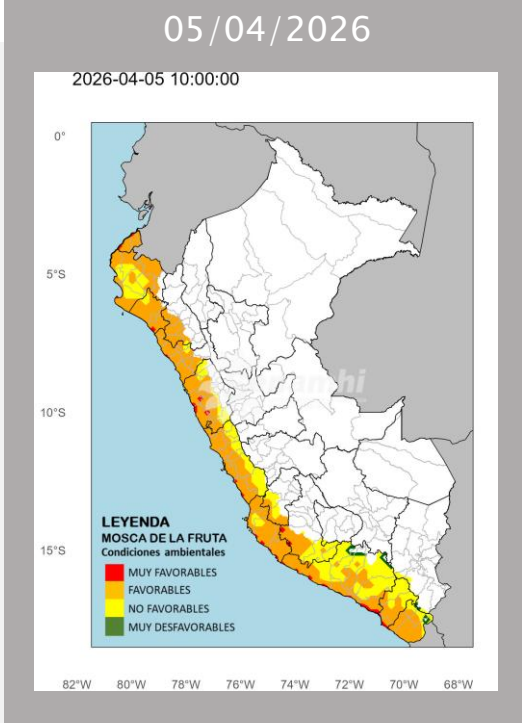 05/04/2026
2026-04-05 10:00:00
0°
5°S
10°S
15°S
senamhi
LEYENDA
MOSCA DE LA FRUTA
Condiciones ambientales
MUY FAVORABLES
FAVORABLES
NO FAVORABLES
MUY DESFAVORABLES
82°W 80°W 78°W 76°W 74°W 72°W 70°W 68°W